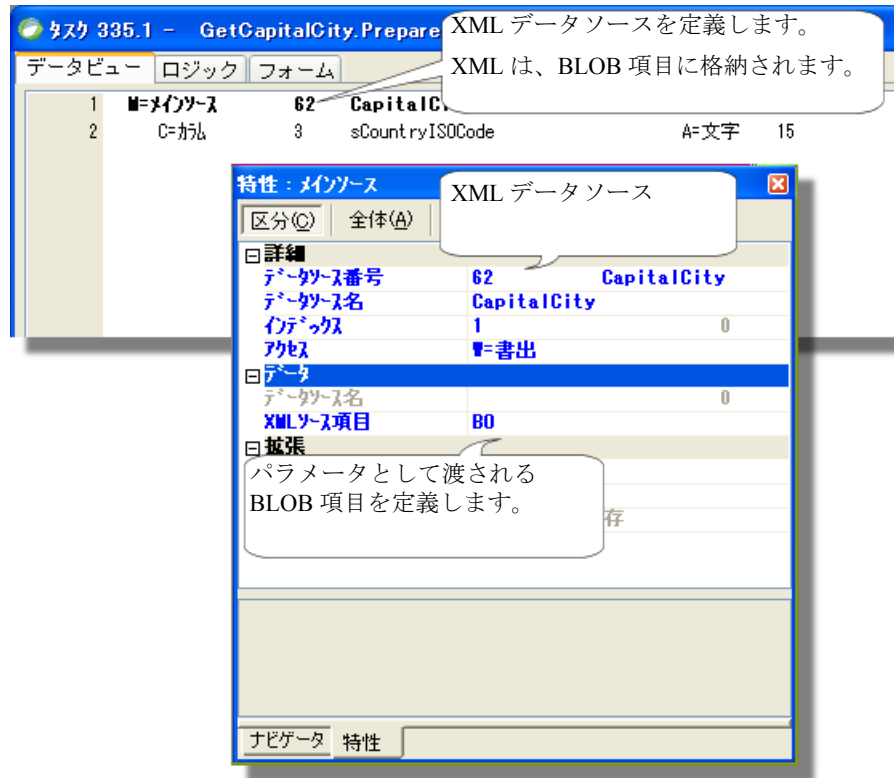 タスク 335.1 - GetCapitalCity.Prepare
XML データソースを定義します。
XML は、BLOB 項目に格納されます。
データビュー ロジック フォーム
1 M=メインソース 62 CapitalCi
2 C=カラム 3 sCountryISOCode A=文字 15
特性 : メインソース
XML データソース
区分(C) 全体(A)
詳細
データソース番号 62 CapitalCity
データソース名 CapitalCity
インデックス 1 0
アクセス W=書出
データ
データソース名 0
XMLソース項目 BO
拡張
パラメータとして渡される
BLOB 項目を定義します。
存
ナビゲータ 特性